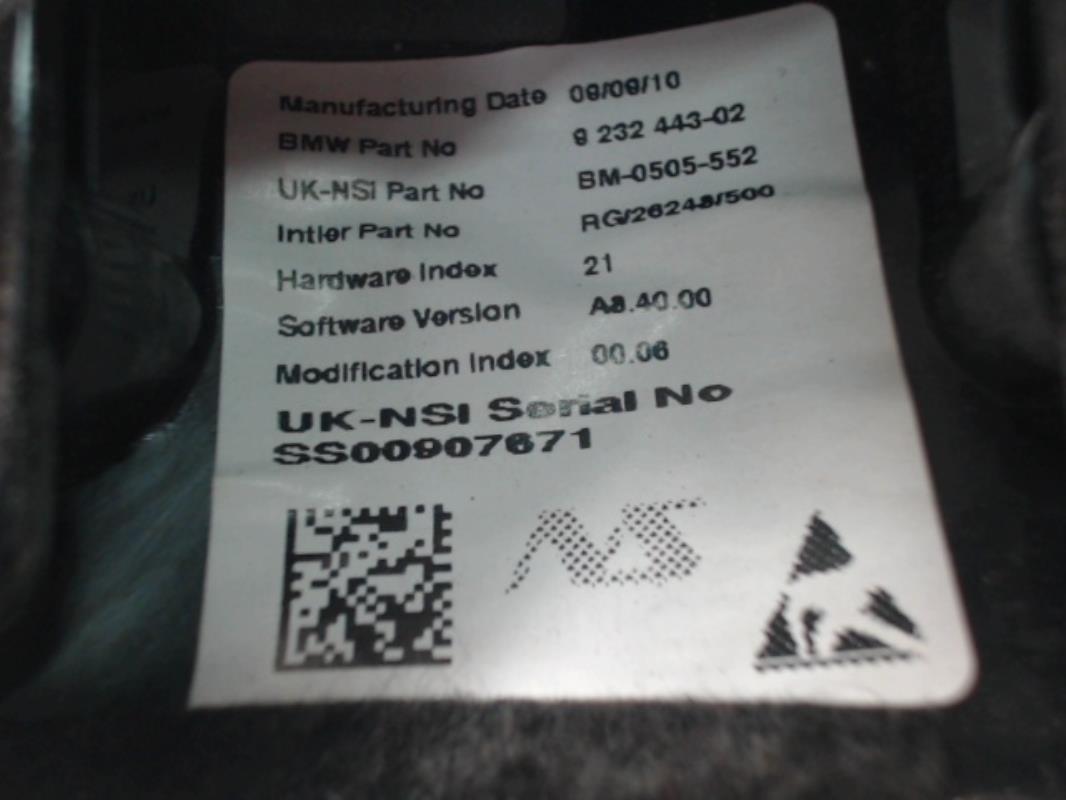 Manufacturing Date 09/09/10
BMW Part No 9 232 443-02
UK-NSI Part No BM-0505-552
Intier Part No RG/26248/500
Hardware Index 21
Software Version A8.40.00
Modification Index 00.06
UK-NSI Serial No
SS00907671